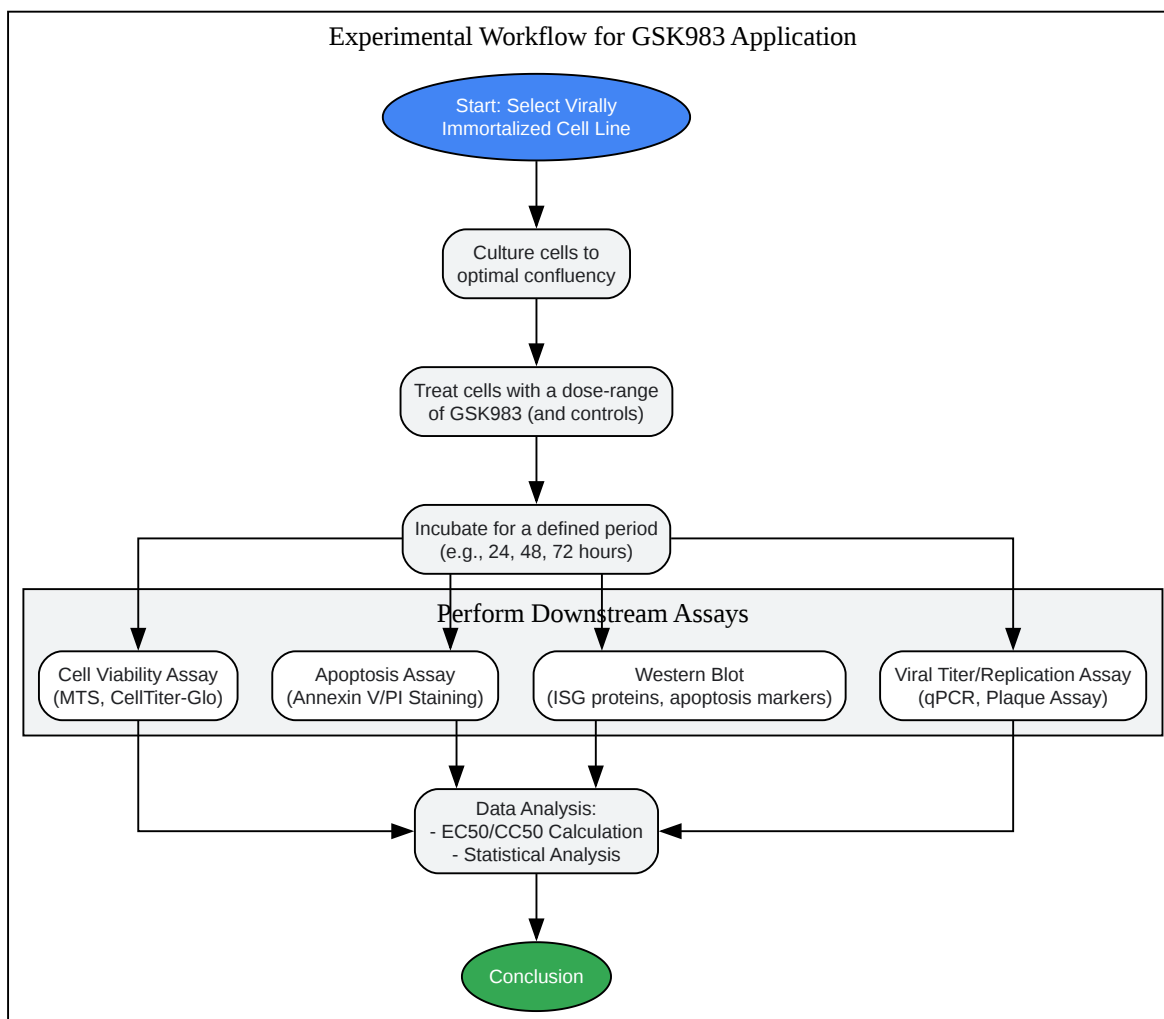 Experimental Workflow for GSK983 Application
Start: Select Virally
Immortalized Cell Line
Culture cells to
optimal confluency
Treat cells with a dose-range
of GSK983 (and controls)
Incubate for a defined period
(e.g., 24, 48, 72 hours)
Perform Downstream Assays
Cell Viability Assay
(MTS, CellTiter-Glo)
Apoptosis Assay
(Annexin V/PI Staining)
Western Blot
(ISG proteins, apoptosis markers)
Viral Titer/Replication Assay
(qPCR, Plaque Assay)
Data Analysis:
- EC50/CC50 Calculation
- Statistical Analysis
Conclusion